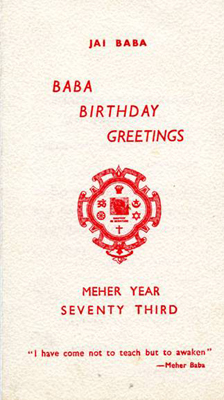 JAI BABA
BABA
BIRTHDAY
GREETINGS
MEHER YEAR
SEVENTY THIRD
"I have come not to teach but to awaken"
—Meher Baba